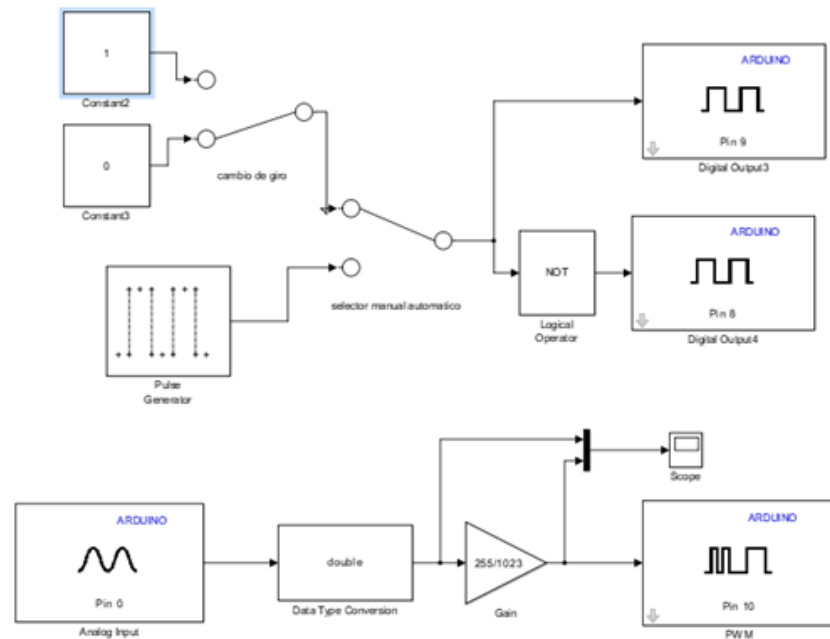 1
Constant2
0
Constant3
cambio de giro
Pulse
Generator
selector manual automatico
NOT
Logical
Operator
ARDUINO
Pin 9
Digital Output3
ARDUINO
Pin 8
Digital Output4
ARDUINO
Pin 0
Analog Input
double
Data Type Conversion
255/1023
Gain
Scope
ARDUINO
Pin 10
PWM